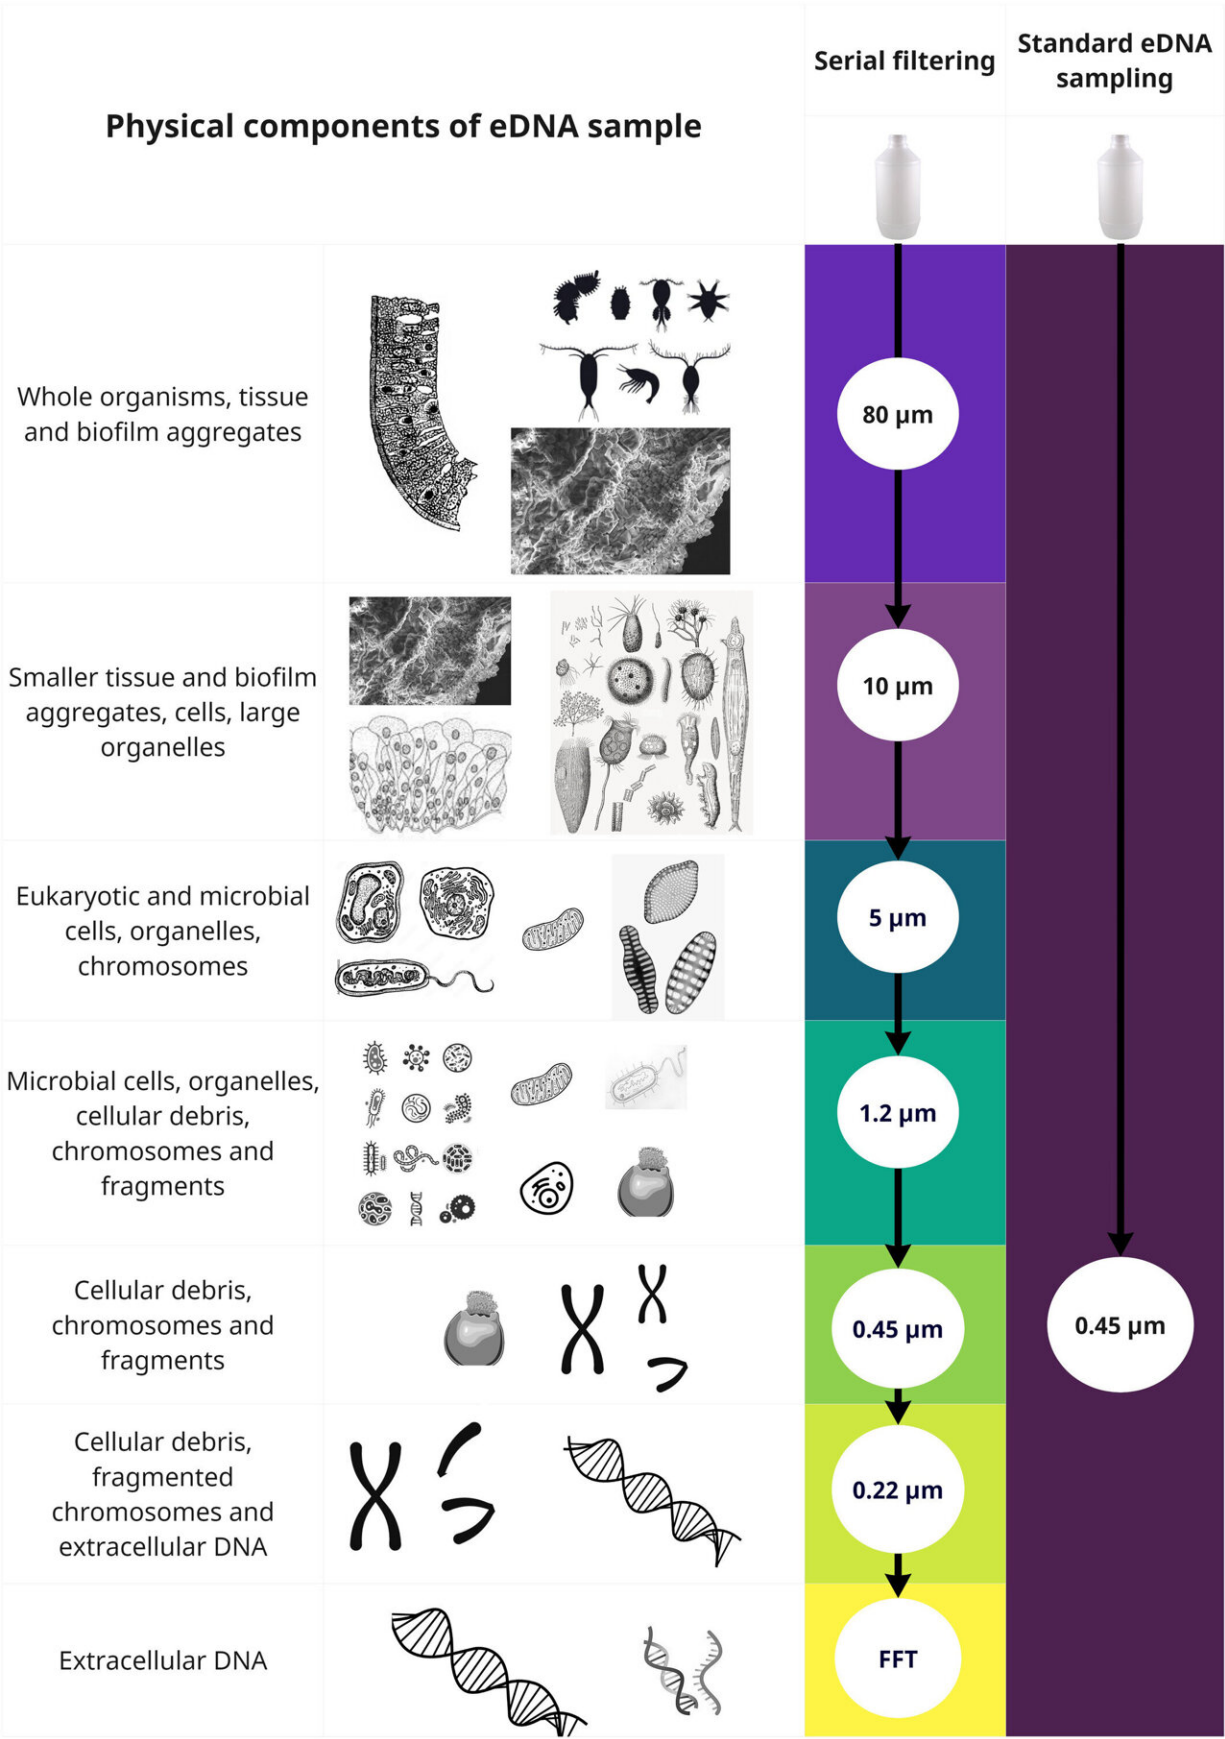 Serial filtering
Standard eDNA
sampling
Physical components of eDNA sample
Whole organisms, tissue
and biofilm aggregates
80 µm
Smaller tissue and biofilm
aggregates, cells, large
organelles
10 µm
Eukaryotic and microbial
cells, organelles,
chromosomes
5 µm
Microbial cells, organelles,
cellular debris,
chromosomes and
fragments
1.2 µm
Cellular debris,
chromosomes and
fragments
0.45 µm
0.45 µm
Cellular debris,
fragmented
chromosomes and
extracellular DNA
0.22 µm
Extracellular DNA
FFT